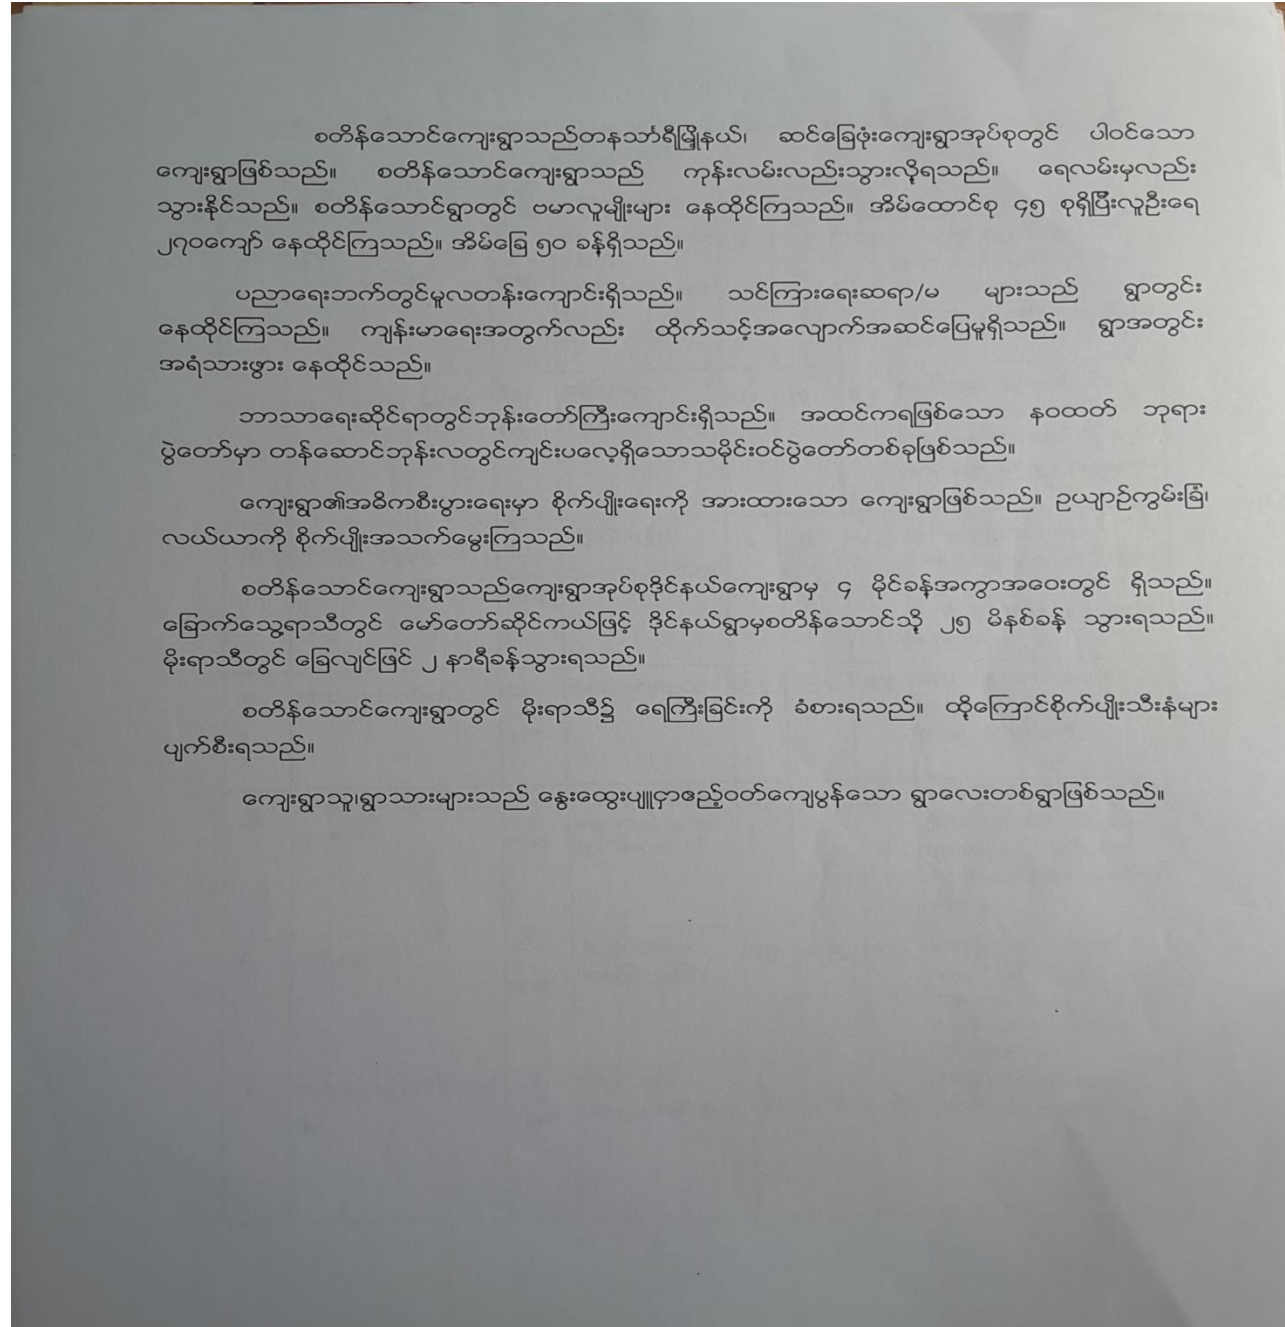 စတိန်သောင်ကျေးရွာသည်တနင်္သာရီမြို့နယ်၊ ဆင်ခြေဖုံးကျေးရွာအုပ်စုတွင် ပါဝင်သော
ကျေးရွာဖြစ်သည်။ စတိန်သောင်ကျေးရွာသည် ကုန်းလမ်းလည်းသွားလို့ရသည်။ ရေလမ်းမှလည်း
သွားနိုင်သည်။ စတိန်သောင်ရွာတွင် ဗမာလူမျိုးများ နေထိုင်ကြသည်။ အိမ်ထောင်စု ၄၅ စုရှိပြီးလူဦးရေ
၂၇၀ကျော် နေထိုင်ကြသည်။ အိမ်ခြေ ၅၀ ခန့်ရှိသည်။
ပညာရေးဘက်တွင်မူလတန်းကျောင်းရှိသည်။ သင်ကြားရေးဆရာ/မ များသည် ရွာတွင်း
နေထိုင်ကြသည်။ ကျန်းမာရေးအတွက်လည်း ထိုက်သင့်အလျောက်အဆင်ပြေမှုရှိသည်။ ရွာအတွင်း
အရံသားဖွား နေထိုင်သည်။
ဘာသာရေးဆိုင်ရာတွင်ဘုန်းတော်ကြီးကျောင်းရှိသည်။ အထင်ကရဖြစ်သော နဝထတ် ဘုရား
ပွဲတော်မှာ တန်ဆောင်ဘုန်းလတွင်ကျင်းပလေ့ရှိသောသမိုင်းဝင်ပွဲတော်တစ်ခုဖြစ်သည်။
ကျေးရွာ၏အဓိကစီးပွားရေးမှာ စိုက်ပျိုးရေးကို အားထားသော ကျေးရွာဖြစ်သည်။ ဥယျာဉ်ကွမ်းခြံ၊
လယ်ယာကို စိုက်ပျိုးအသက်မွေးကြသည်။
စတိန်သောင်ကျေးရွာသည်ကျေးရွာအုပ်စုဒိုင်နယ်ကျေးရွာမှ ၄ မိုင်ခန့်အကွာအဝေးတွင် ရှိသည်။
ခြောက်သွေ့ရာသီတွင် မော်တော်ဆိုင်ကယ်ဖြင့် ဒိုင်နယ်ရွာမှစတိန်သောင်သို့ ၂၅ မိနစ်ခန့် သွားရသည်။
မိုးရာသီတွင် ခြေလျင်ဖြင့် ၂ နာရီခန့်သွားရသည်။
စတိန်သောင်ကျေးရွာတွင် မိုးရာသီ၌ ရေကြီးခြင်းကို ခံစားရသည်။ ထို့ကြောင်စိုက်ပျိုးသီးနံများ
ပျက်စီးရသည်။
ကျေးရွာသူ၊ရွာသားများသည် နွေးထွေးပျူငှာဧည့်ဝတ်ကျေပွန်သော ရွာလေးတစ်ရွာဖြစ်သည်။